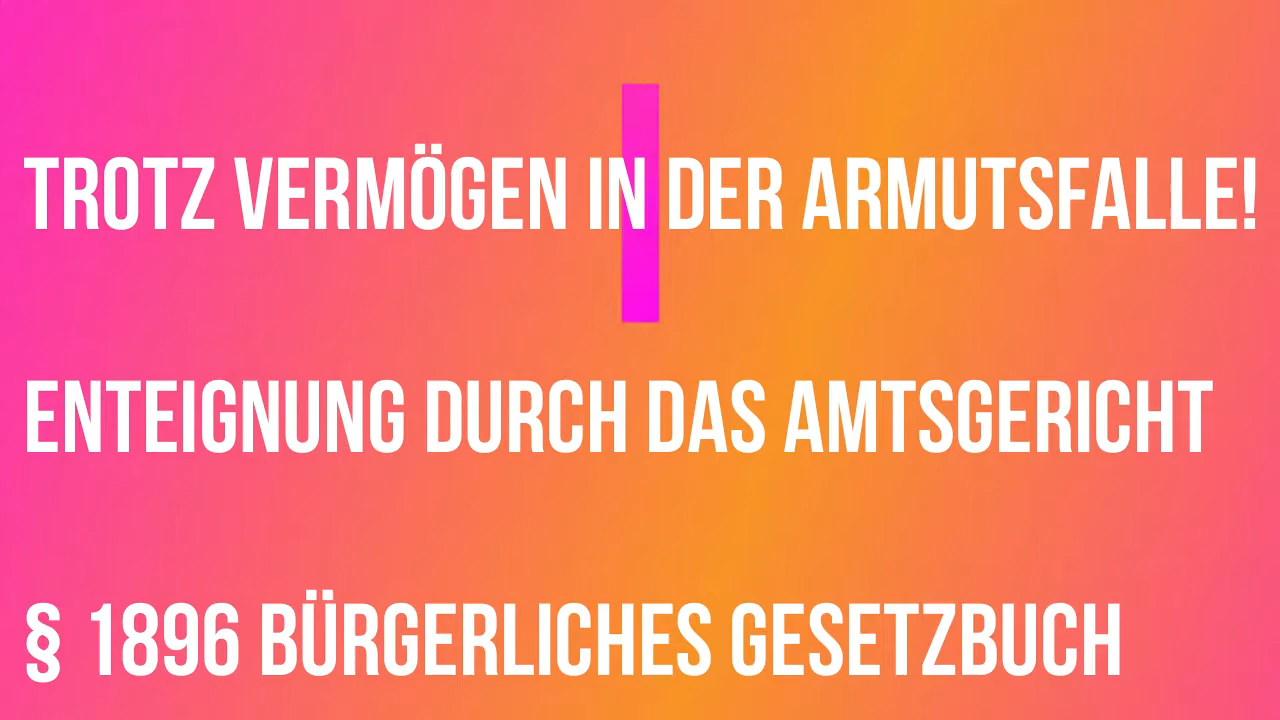 TROTZ VERMÖGEN IN DER ARMUTSFALLE!
ENTEIGNUNG DURCH DAS AMTSGERICHT
§ 1896 BÜRGERLICHES GESETZBUCH